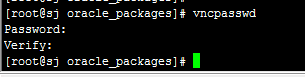 [root@sj oracle_packages]# vncpasswd
Password:
Verify:
[root@sj oracle_packages]#